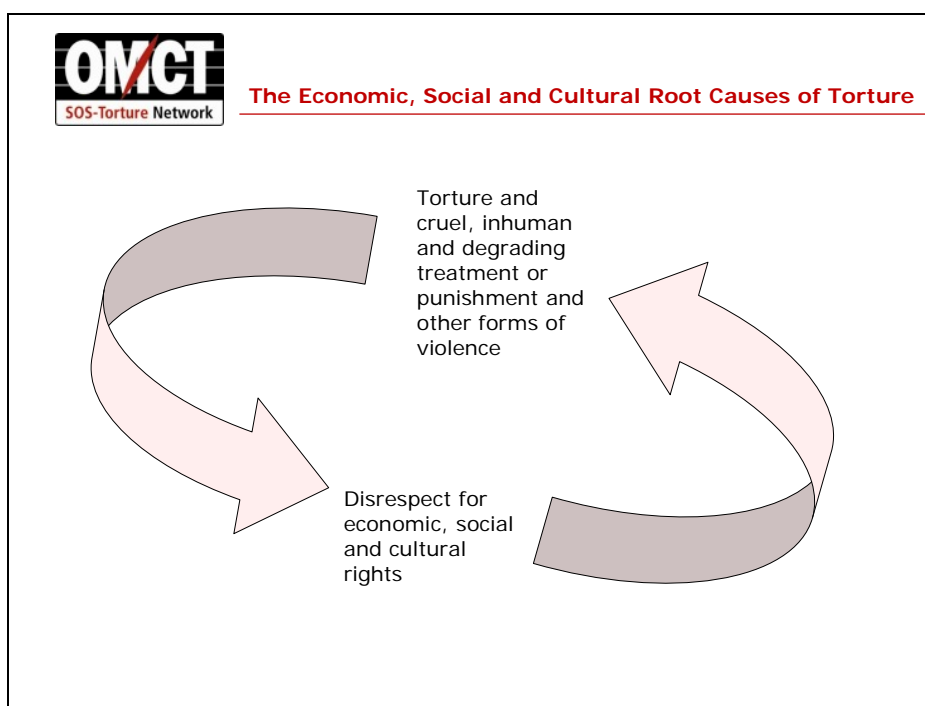 OMCT
SOS-Torture Network
The Economic, Social and Cultural Root Causes of Torture
Torture and
cruel, inhuman
and degrading
treatment or
punishment and
other forms of
violence
Disrespect for
economic, social
and cultural
rights